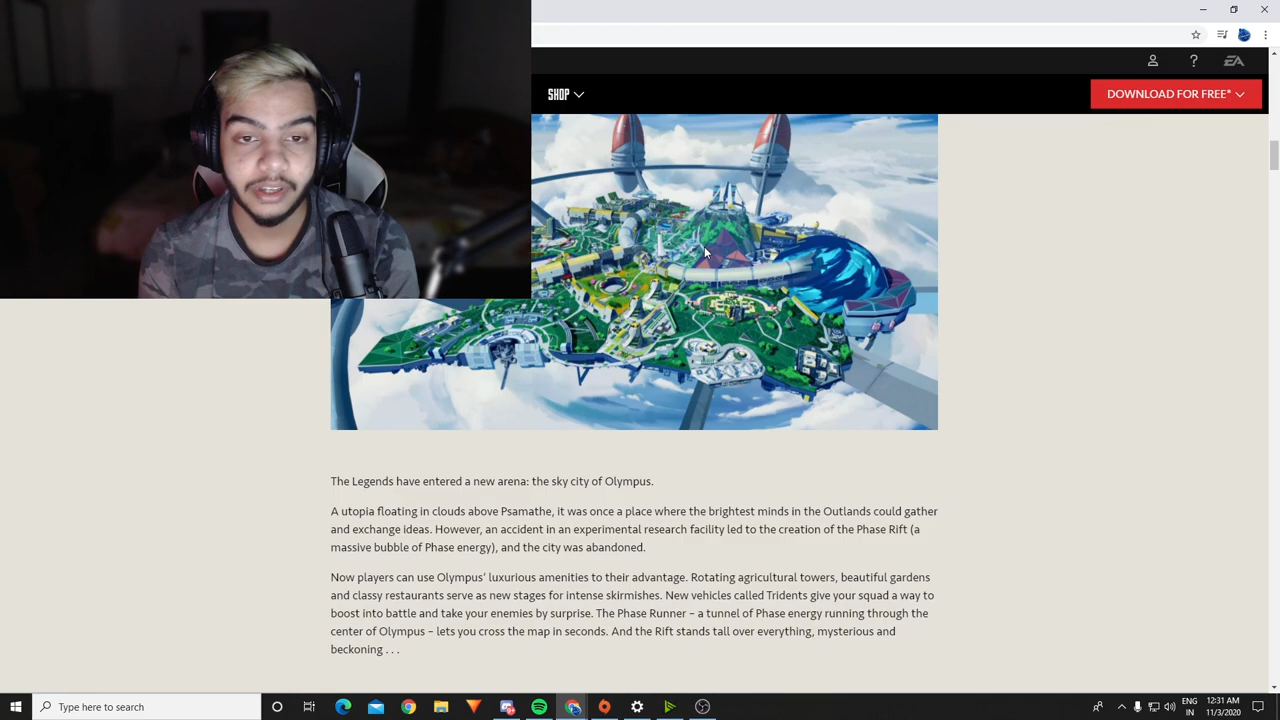 EA
SHOP
DOWNLOAD FOR FREE*
The Legends have entered a new arena: the sky city of Olympus.
A utopia floating in clouds above Psamathe, it was once a place where the brightest minds in the Outlands could gather
and exchange ideas. However, an accident in an experimental research facility led to the creation of the Phase Rift (a
massive bubble of Phase energy), and the city was abandoned.
Now players can use Olympus’ luxurious amenities to their advantage. Rotating agricultural towers, beautiful gardens
and classy restaurants serve as new stages for intense skirmishes. New vehicles called Tridents give your squad a way to
boost into battle and take your enemies by surprise. The Phase Runner – a tunnel of Phase energy running through the
center of Olympus – lets you cross the map in seconds. And the Rift stands tall over everything, mysterious and
beckoning . . .
Type here to search
ENG
IN
12:31 AM
11/3/2020